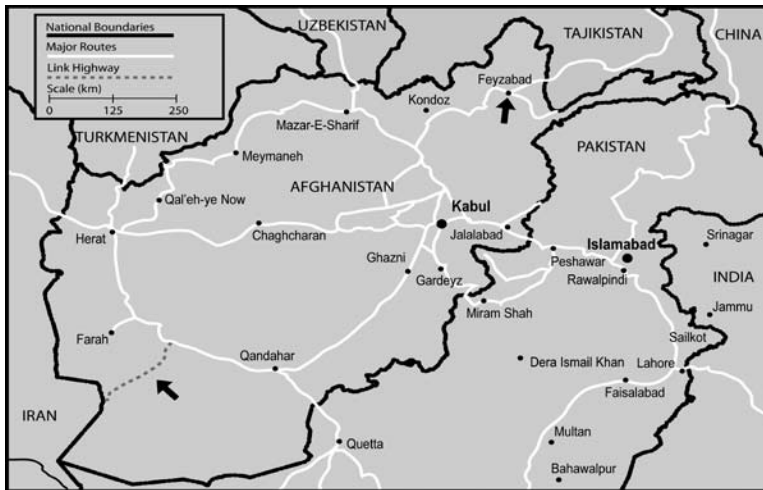 National Boundaries
Major Routes
Link Highway
Scale (km)
0 125 250
UZBEKISTAN
TAJIKISTAN
CHINA
Feyzabad
Kondoz
Mazar-E-Sharif
TURKMENISTAN
PAKISTAN
Meymaneh
AFGHANISTAN
Qal'eh-ye Now
Kabul
Herat
Chaghcharan
Jalalabad
Srinagar
Islamabad
Ghazni
Peshawar
Gardeyz
Rawalpindi
INDIA
Miram Shah
Jammu
Farah
Sailkot
Qandahar
Dera Ismail Khan
Lahore
Faisalabad
IRAN
Multan
Quetta
Bahawalpur